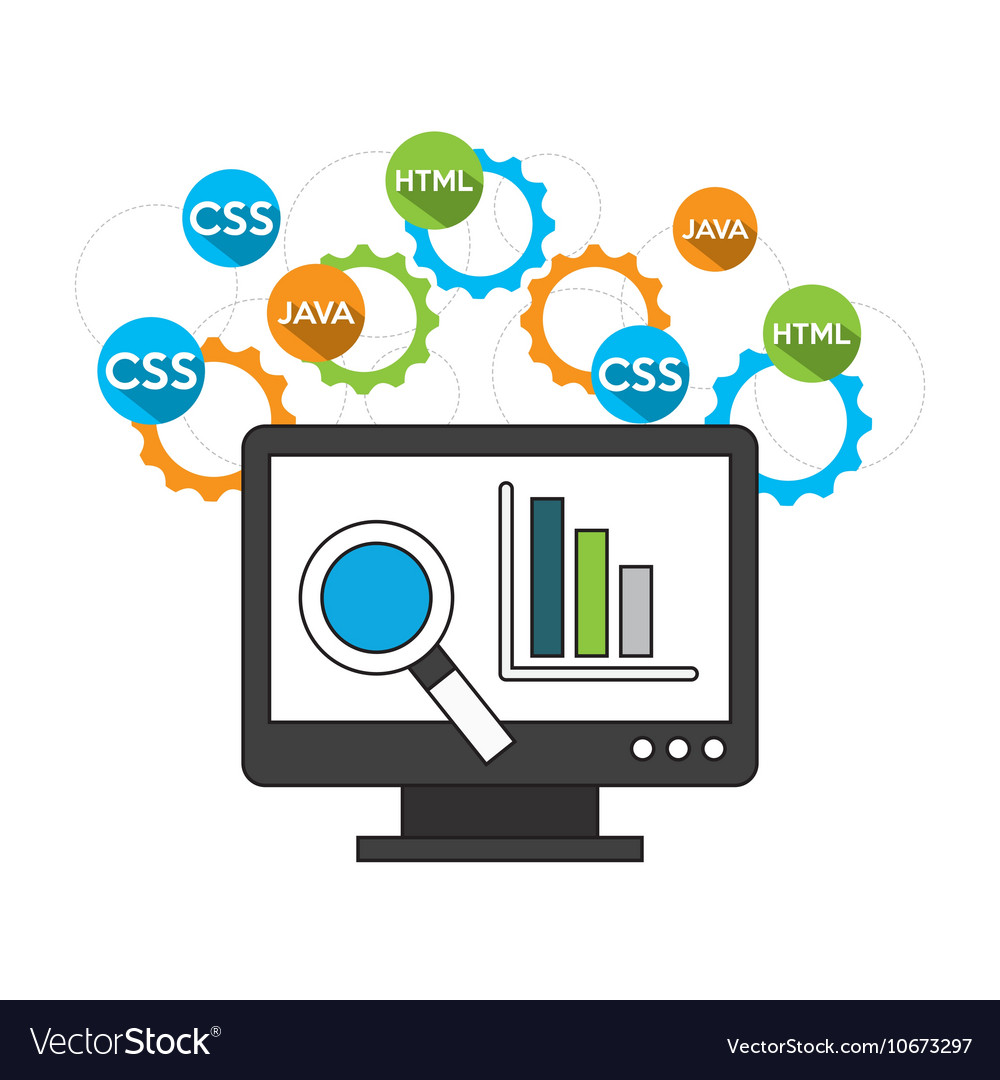 HTML
CSS
JAVA
JAVA
HTML
CSS
CSS
VectorStock®
VectorStock.com/10673297